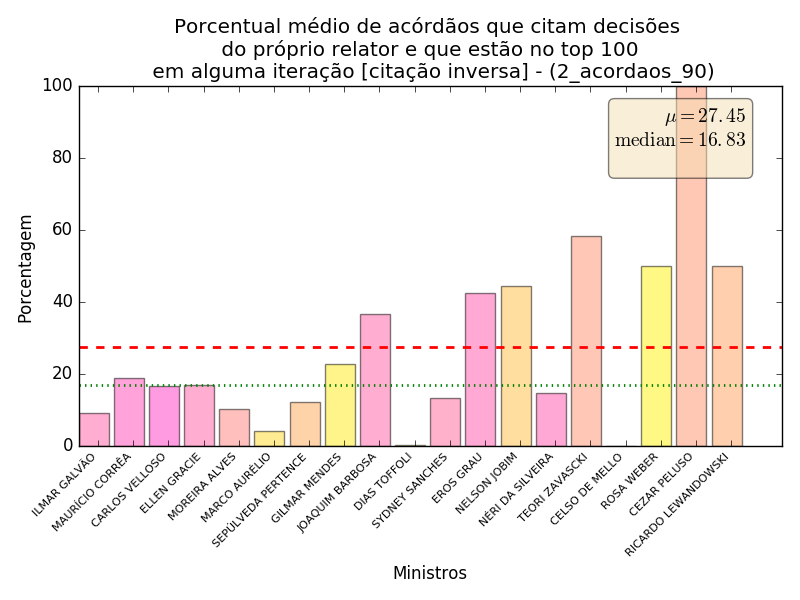 Porcentual médio de acórdãos que citam decisões
do próprio relator e que estão no top 100
em alguma iteração [citação inversa] - (2_acordaos_90)
100
80
60
40
20
0
Porcentagem
μ = 27.45
median = 16.83
ILMAR GALVÃO
MAURÍCIO CORRÊA
CARLOS VELLOSO
ELLEN GRACIE
MOREIRA ALVES
MARCO AURÉLIO
SEPÚLVEDA PERTENCE
GILMAR MENDES
JOAQUIM BARBOSA
DIAS TOFFOLI
SYDNEY SANCHES
EROS GRAU
NELSON JOBIM
NÉRI DA SILVEIRA
TEORI ZAVASCKI
CELSO DE MELLO
ROSA WEBER
CEZAR PELUSO
RICARDO LEWANDOWSKI
Ministros